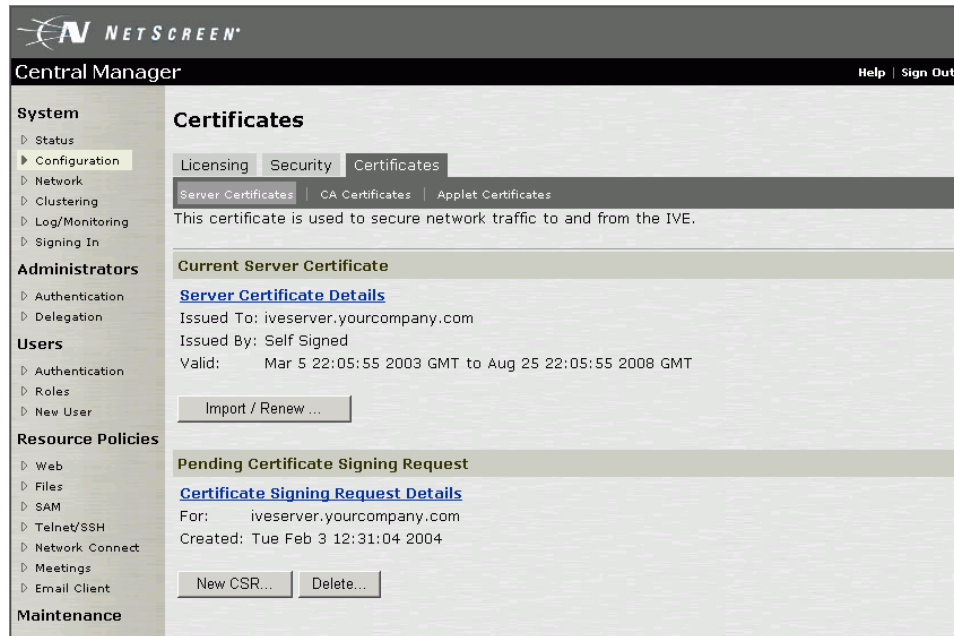 NETSCREEN
Central Manager
Help | Sign Out
System
Status
Configuration
Network
Clustering
Log/Monitoring
Signing In
Administrators
Authentication
Delegation
Users
Authentication
Roles
New User
Resource Policies
Web
Files
SAM
Telnet/SSH
Network Connect
Meetings
Email Client
Maintenance
Certificates
Licensing Security Certificates
Server Certificates | CA Certificates | Applet Certificates
This certificate is used to secure network traffic to and from the IVE.
Current Server Certificate
Server Certificate Details
Issued To: iveserver.yourcompany.com
Issued By: Self Signed
Valid: Mar 5 22:05:55 2003 GMT to Aug 25 22:05:55 2008 GMT
Import / Renew ...
Pending Certificate Signing Request
Certificate Signing Request Details
For: iveserver.yourcompany.com
Created: Tue Feb 3 12:31:04 2004
New CSR... Delete...